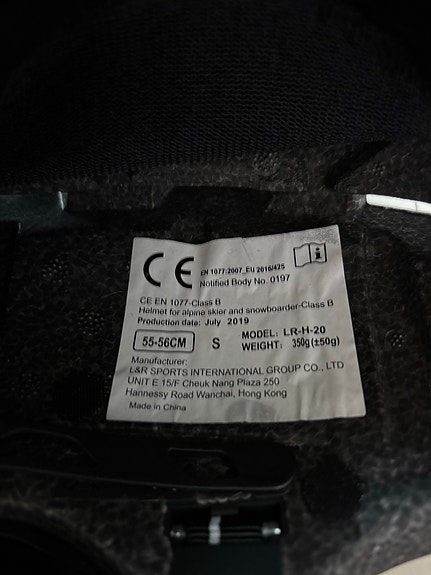 CE EN 1077:2007_EU 2016/425
Notified Body No. 0197
CE EN 1077-Class B
Helmet for alpine skier and snowboarder-Class B
Production date: July 2019
55-56CM S MODEL: LR-H-20
WEIGHT: 350g(±50g)
Manufacturer:
L&R SPORTS INTERNATIONAL GROUP CO., LTD
UNIT E 15/F Cheuk Nang Plaza 250
Hannessy Road Wanchai, Hong Kong
Made in China